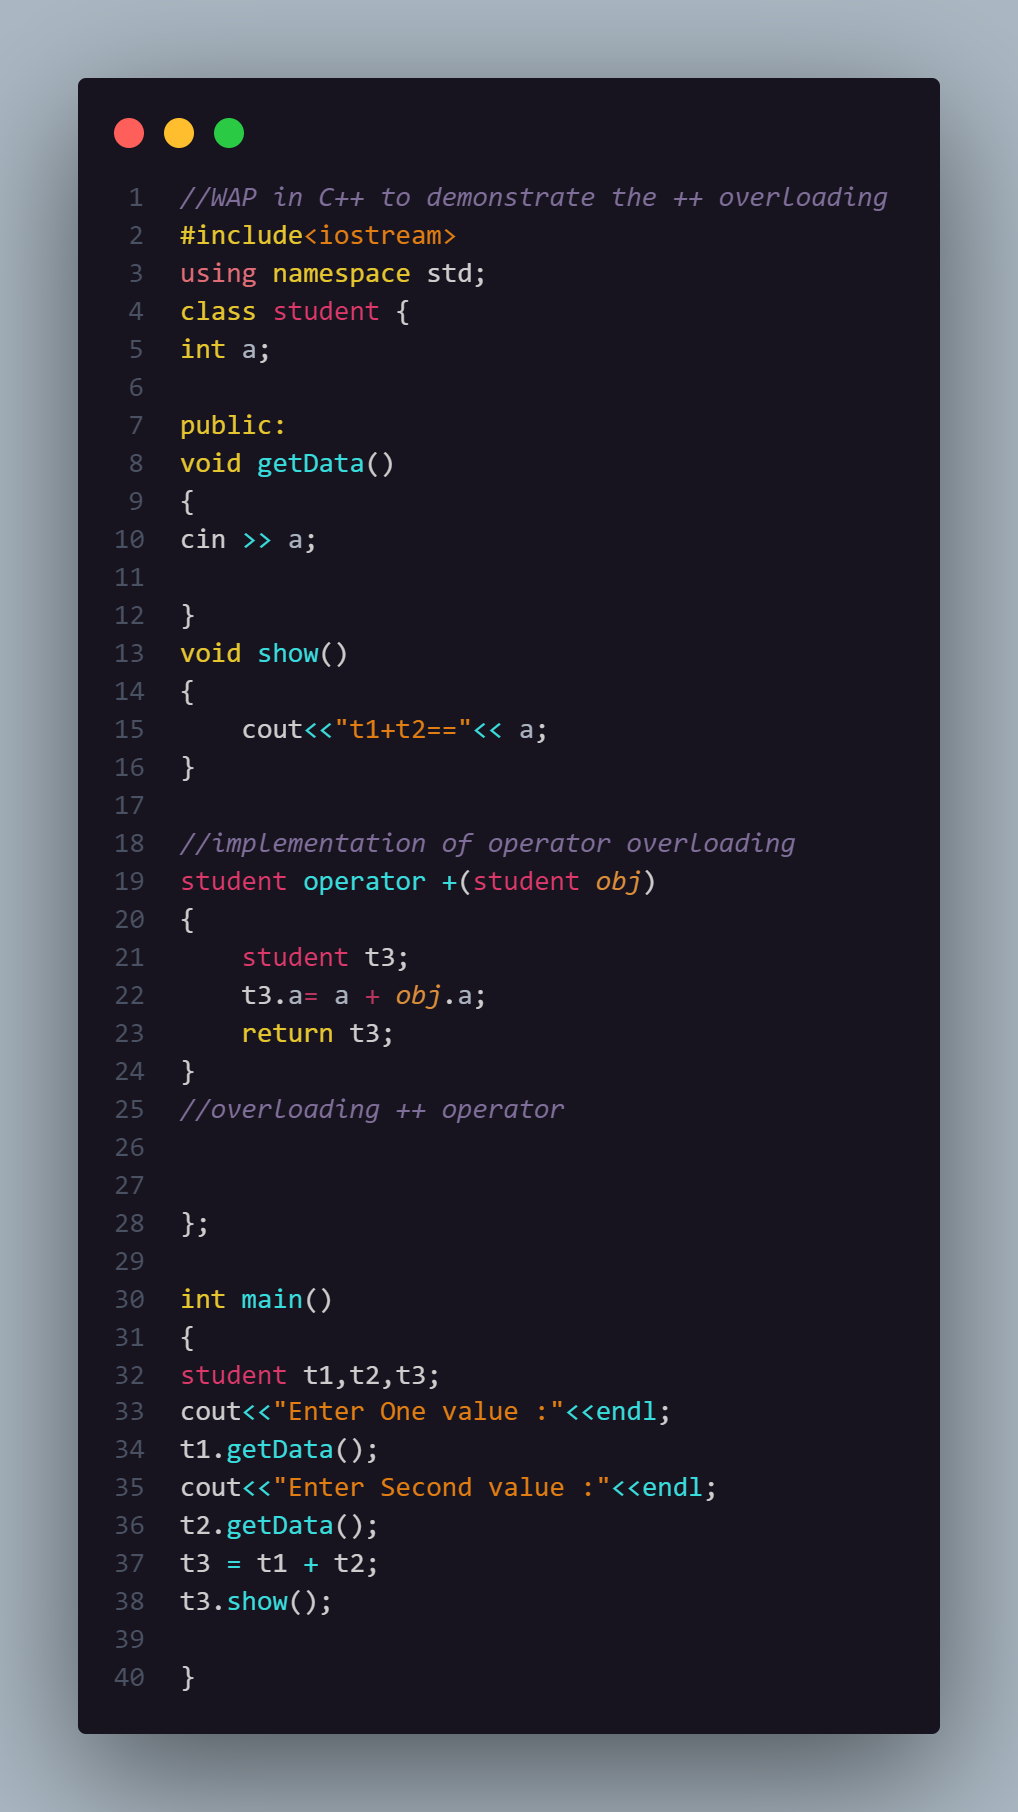 1 //WAP in C++ to demonstrate the ++ overloading
2 #include<iostream>
3 using namespace std;
4 class student {
5 int a;
6
7 public:
8 void getData()
9 {
10 cin >> a;
11
12 }
13 void show()
14 {
15     cout<<"t1+t2=="<< a;
16 }
17
18 //implementation of operator overloading
19 student operator +(student obj)
20 {
21     student t3;
22     t3.a= a + obj.a;
23     return t3;
24 }
25 //overloading ++ operator
26
27
28 };
29
30 int main()
31 {
32 student t1,t2,t3;
33 cout<<"Enter One value :"<<endl;
34 t1.getData();
35 cout<<"Enter Second value :"<<endl;
36 t2.getData();
37 t3 = t1 + t2;
38 t3.show();
39
40 }